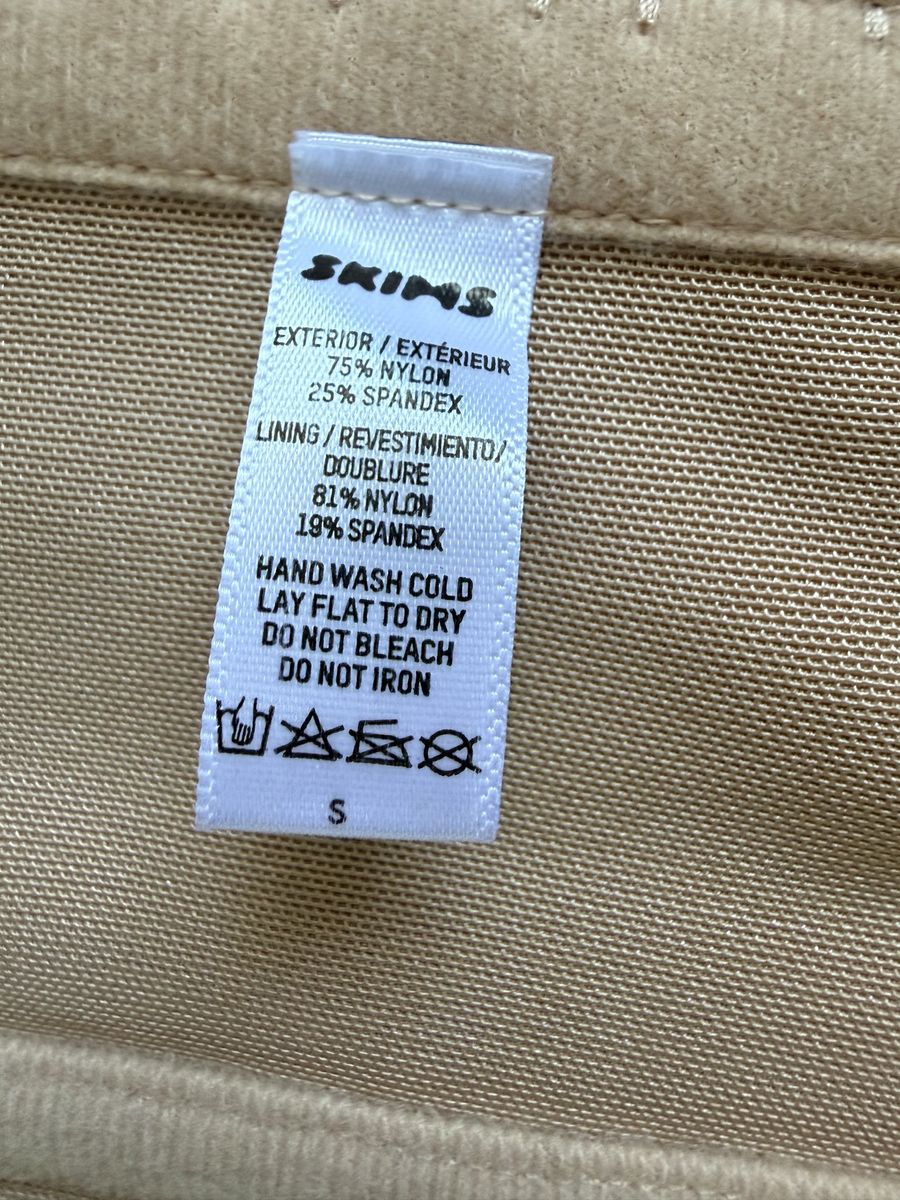 SKIMS
EXTERIOR / EXTÉRIEUR
75% NYLON
25% SPANDEX
LINING / REVESTIMIENTO/
DOUBLURE
81% NYLON
19% SPANDEX
HAND WASH COLD
LAY FLAT TO DRY
DO NOT BLEACH
DO NOT IRON
S